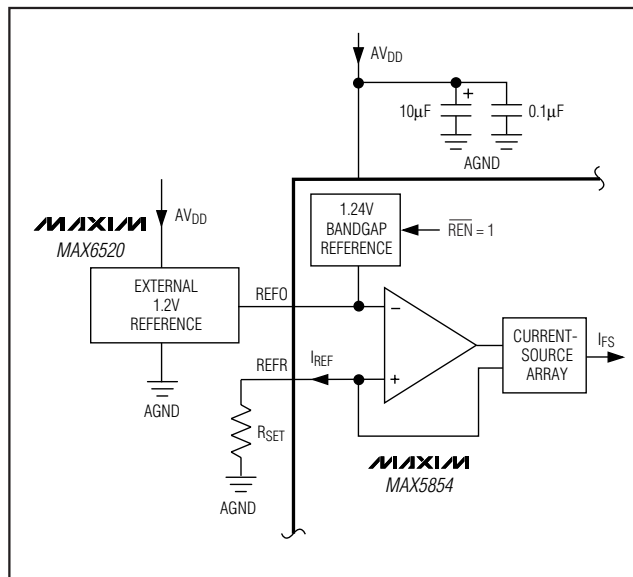 AVDD
+
10µF
0.1µF
AGND
MAXIM
MAX6520
AVDD
1.24V
BANDGAP
REFERENCE
REN = 1
EXTERNAL
1.2V
REFERENCE
REFO
−
CURRENT-
SOURCE
ARRAY
IFS
REFR
IREF
+
AGND
RSET
AGND
MAXIM
MAX5854